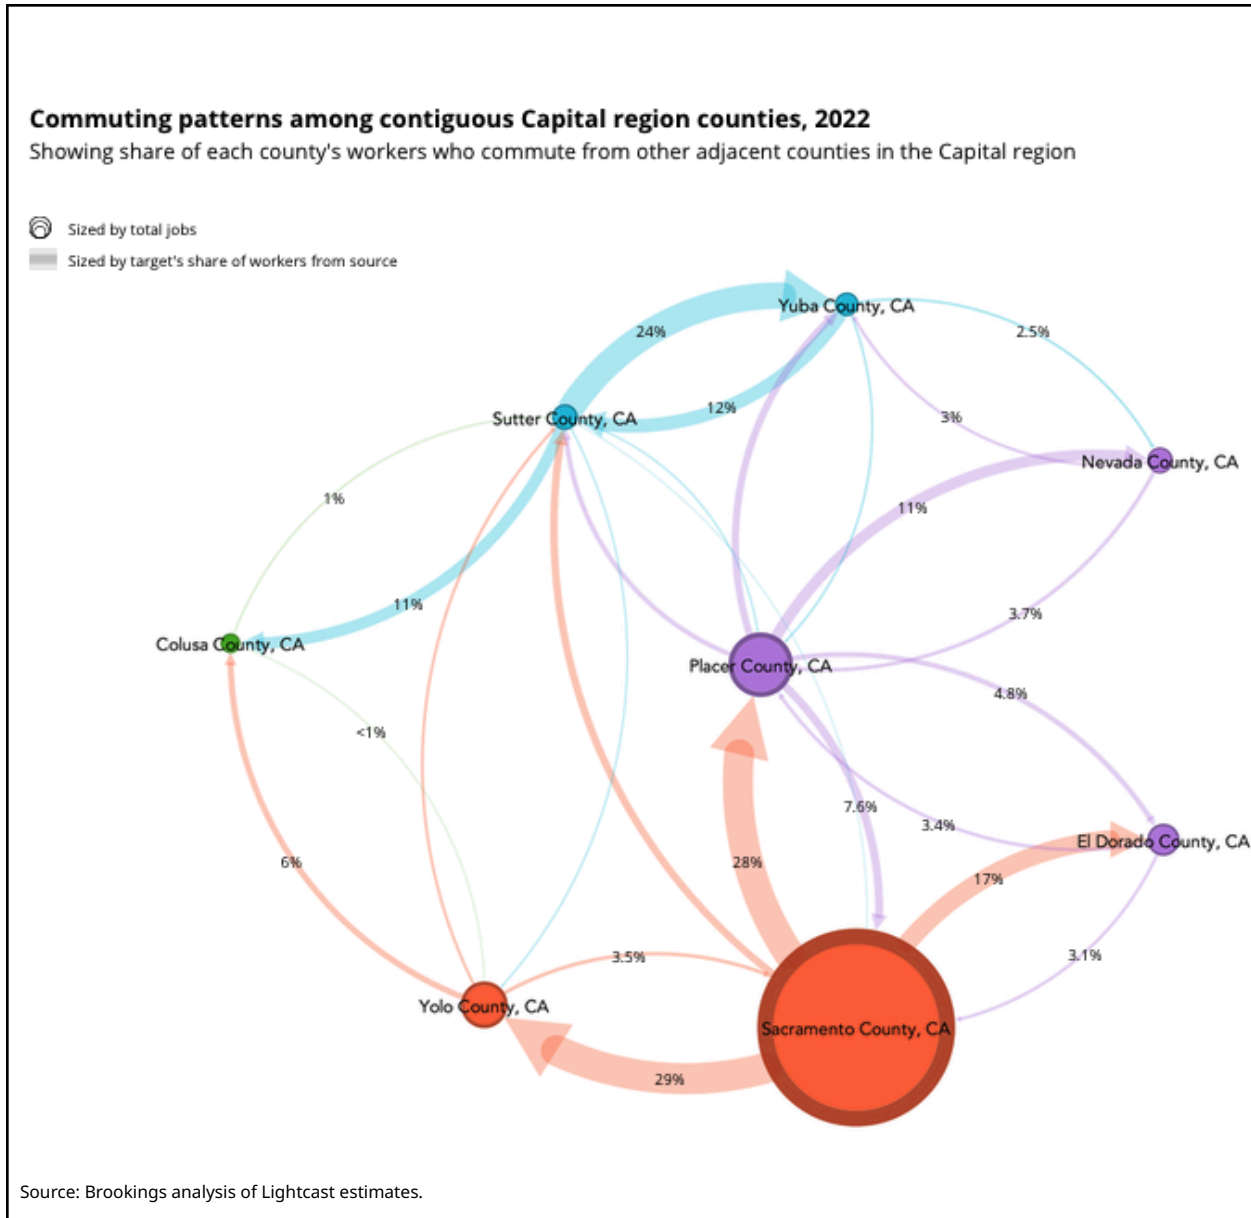 Commuting patterns among contiguous Capital region counties, 2022
Showing share of each county's workers who commute from other adjacent counties in the Capital region
Sized by total jobs
Sized by target's share of workers from source
Yuba County, CA
24%
2.5%
12%
3%
Sutter County, CA
Nevada County, CA
1%
11%
11%
3.7%
Colusa County, CA
Placer County, CA
4.8%
<1%
7.6%
3.4%
El Dorado County, CA
6%
28%
17%
3.5%
3.1%
Yolo County, CA
Sacramento County, CA
29%
Source: Brookings analysis of Lightcast estimates.